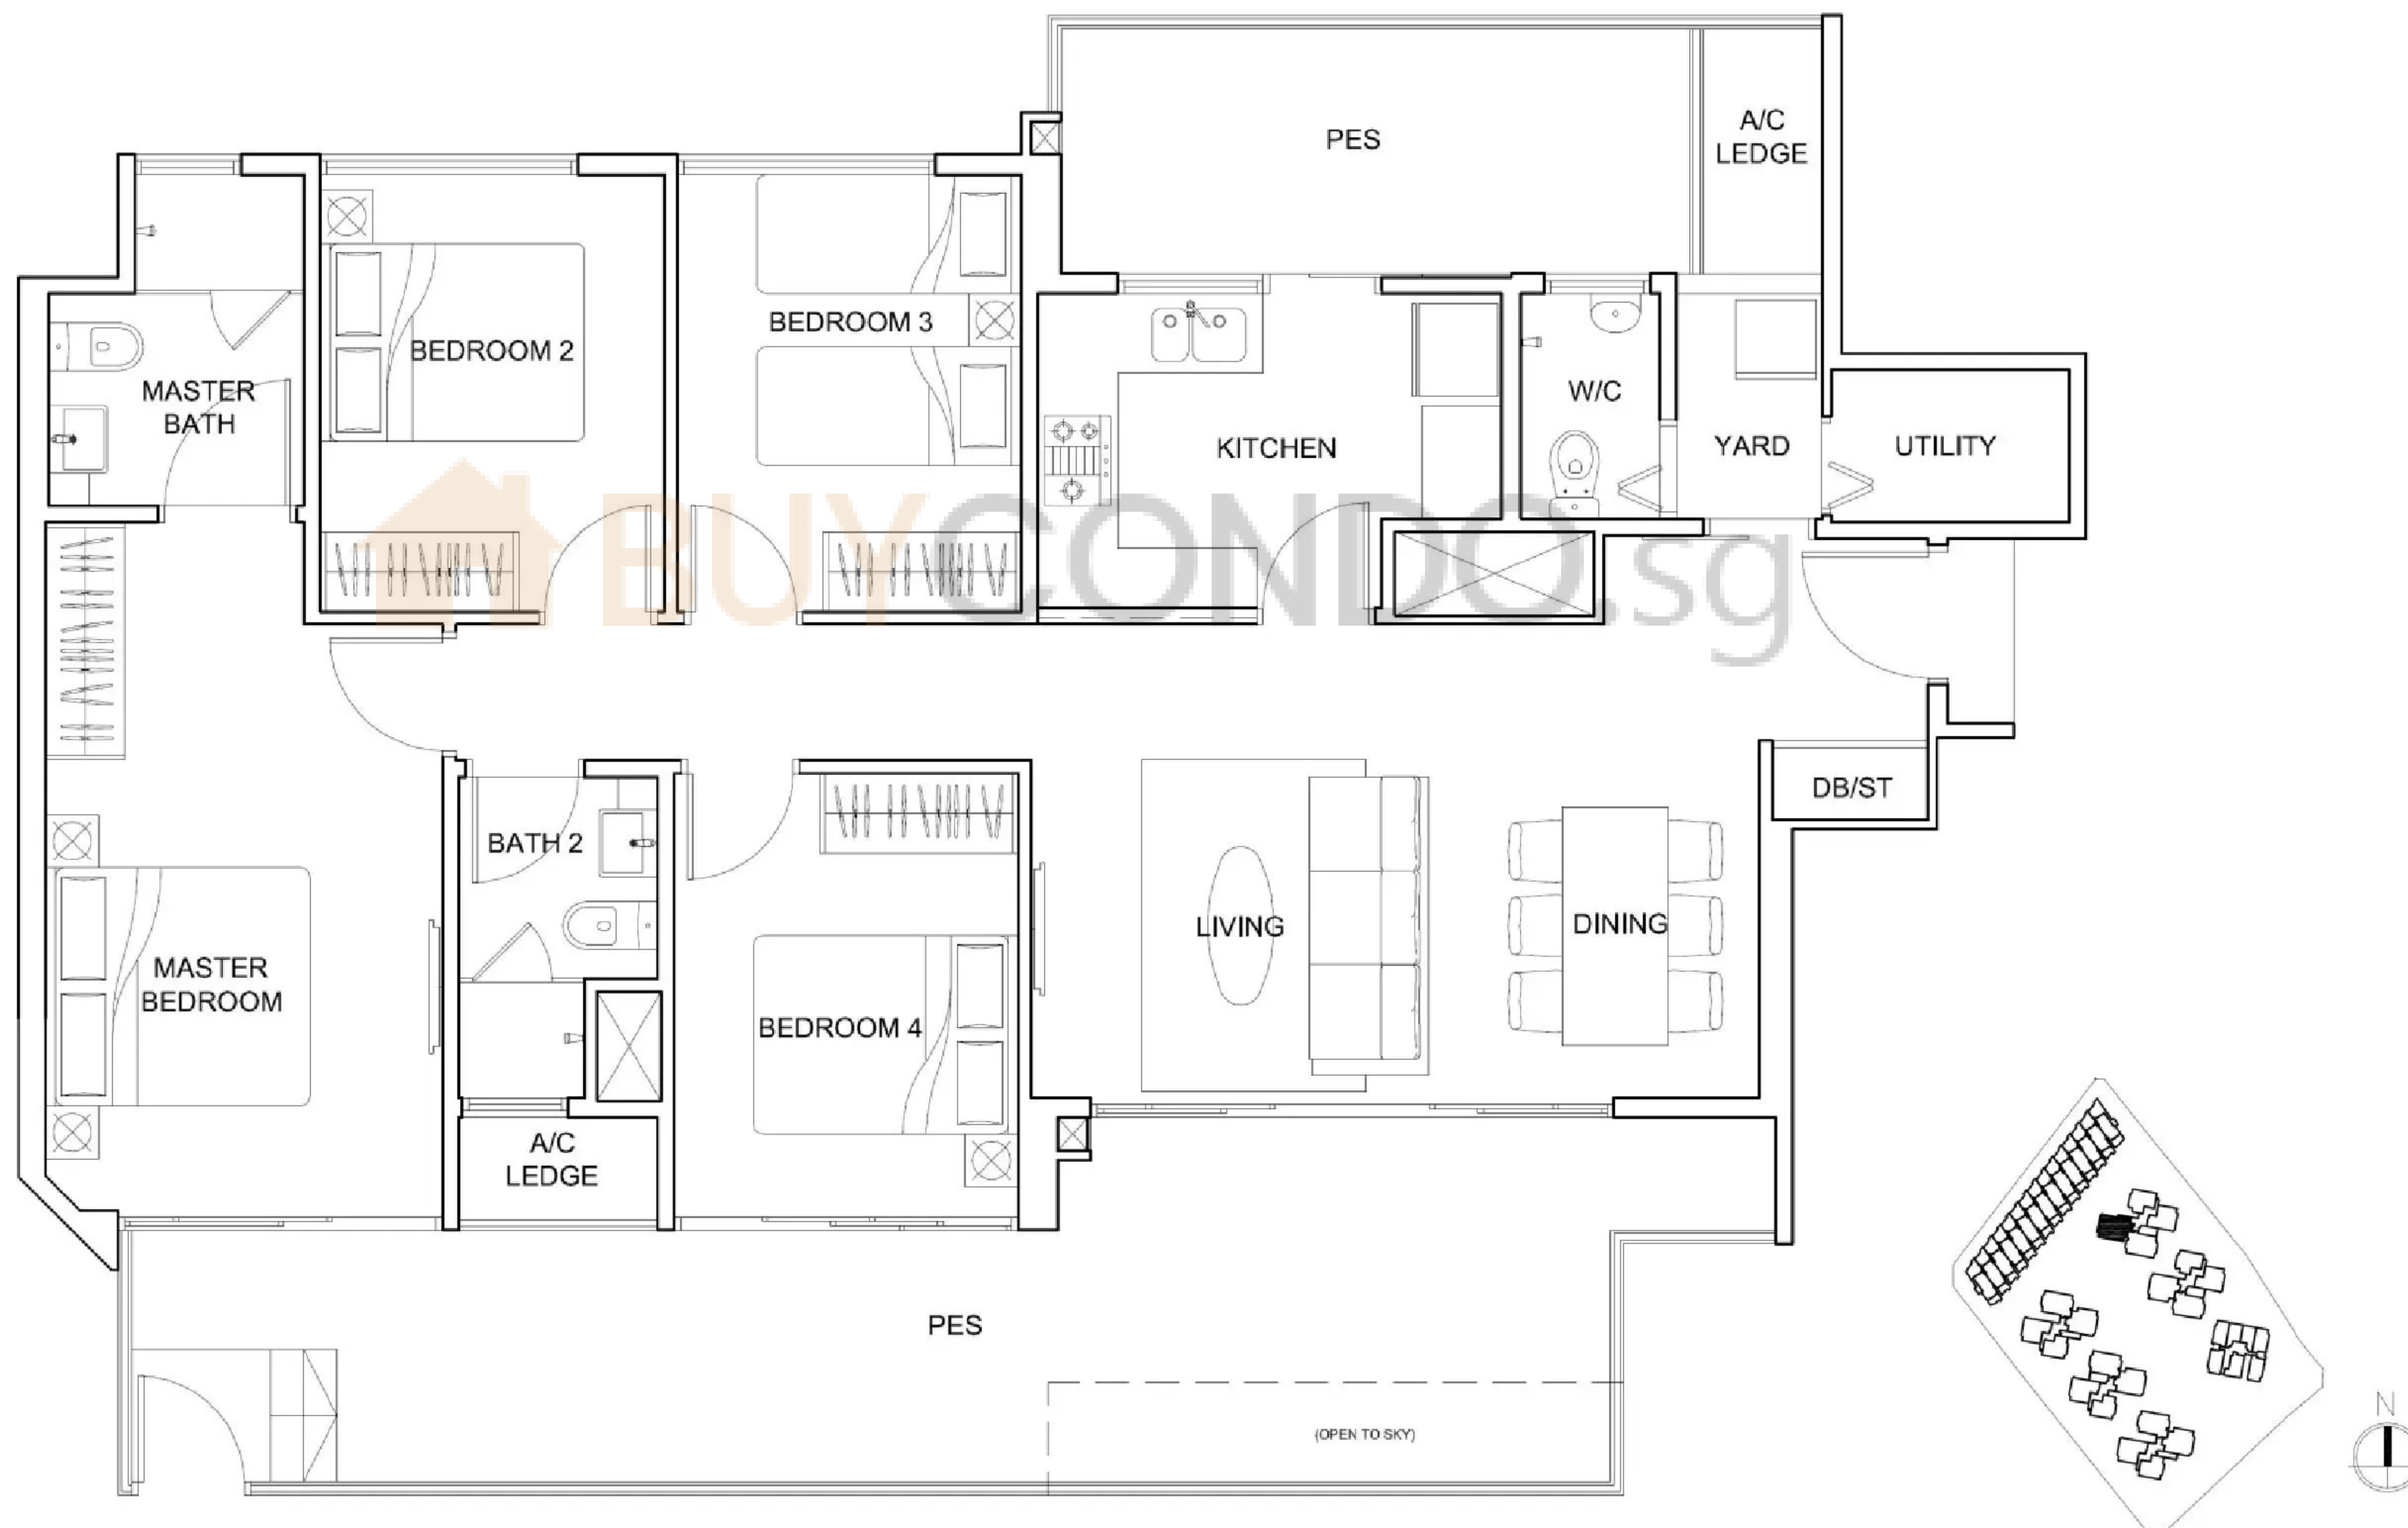 PES
A/C
LEDGE
BEDROOM 2
BEDROOM 3
MASTER
BATH
KITCHEN
W/C
YARD
UTILITY
BUYCONDO.sg
DB/ST
BATH 2
LIVING
DINING
MASTER
BEDROOM
BEDROOM 4
A/C
LEDGE
PES
(OPEN TO SKY)
N